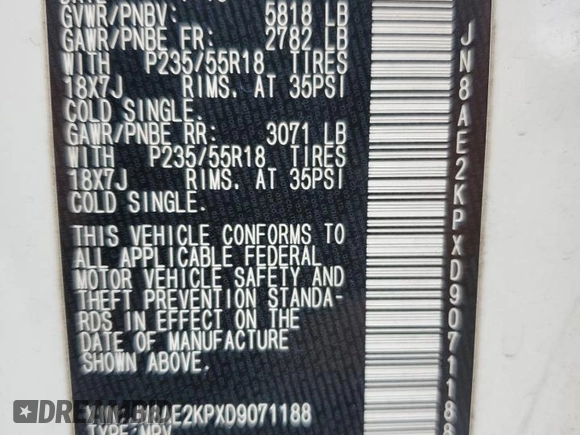 GVWR/PNBV: 5818 LB
GAWR/PNBE FR: 2782 LB
WITH P235/55R18 TIRES
18X7J RIMS. AT 35PSI
COLD SINGLE.
GAWR/PNBE RR: 3071 LB
WITH P235/55R18 TIRES
18X7J RIMS. AT 35PSI
COLD SINGLE.
THIS VEHICLE CONFORMS TO
ALL APPLICABLE FEDERAL
MOTOR VEHICLE SAFETY AND
THEFT PREVENTION STANDA-
RDS IN EFFECT ON THE
DATE OF MANUFACTURE
SHOWN ABOVE.
E2KPXD9071188
TYPE:MPV
JN8AE2KPXD9071188
DREAMBID